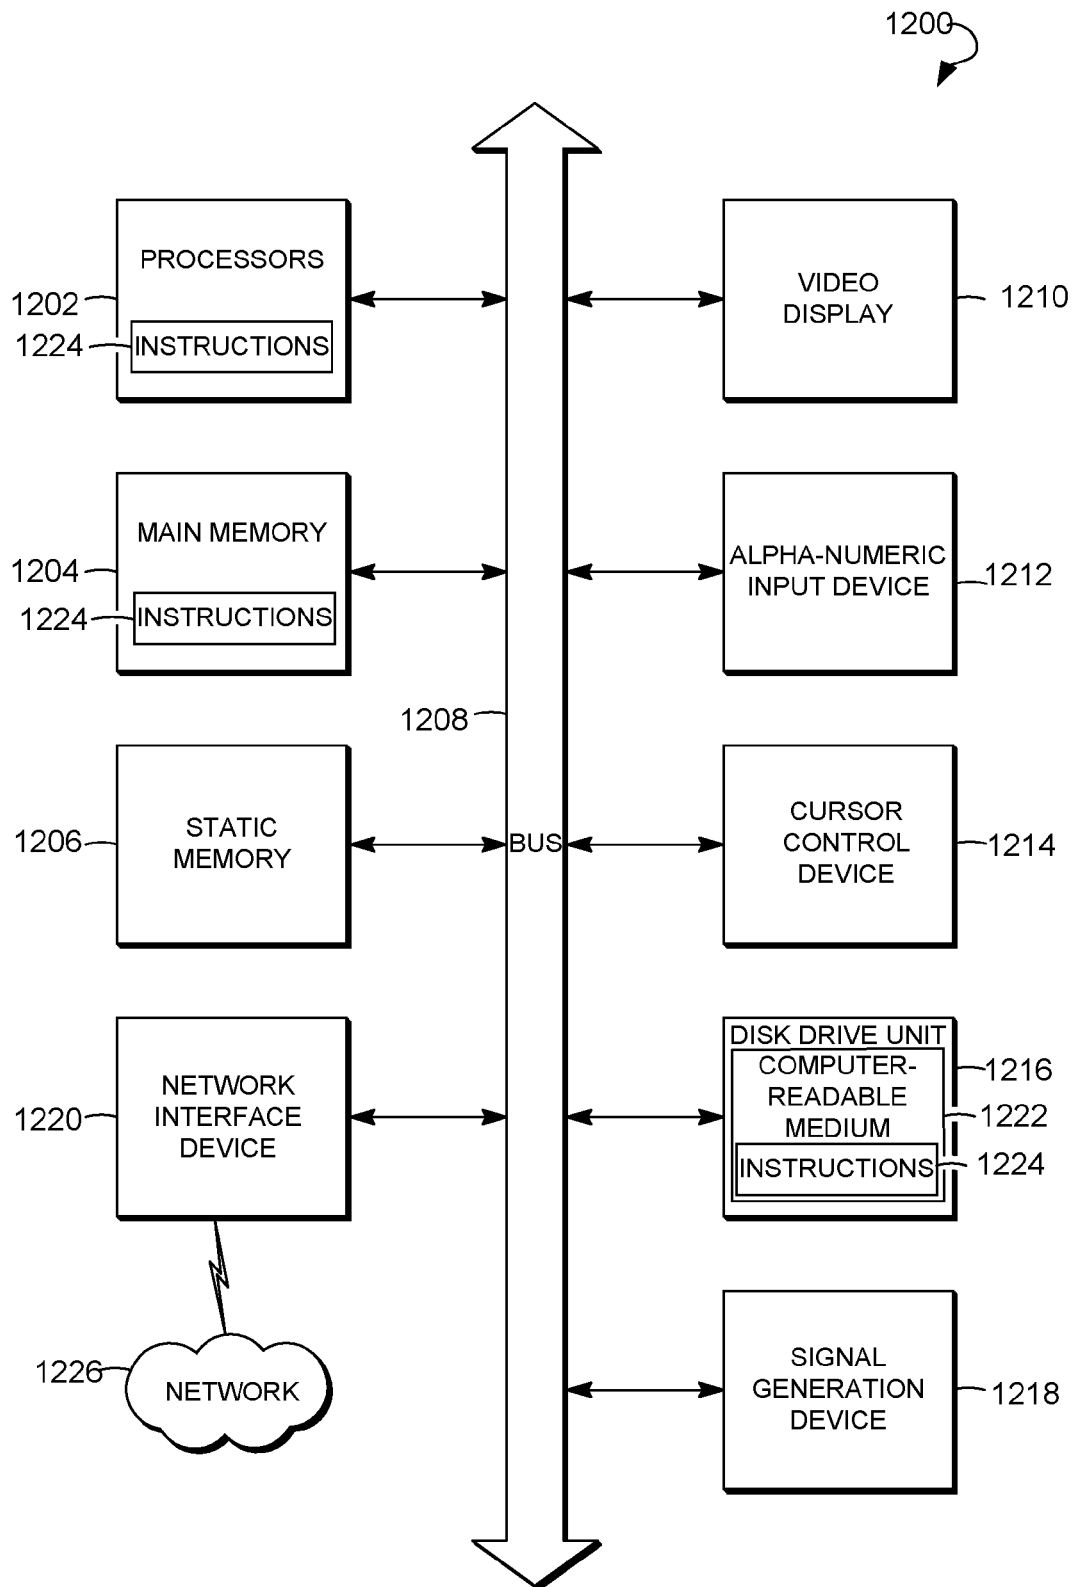 1200
PROCESSORS
1202
1224
INSTRUCTIONS
VIDEO
DISPLAY
1210
MAIN MEMORY
1204
1224
INSTRUCTIONS
ALPHA-NUMERIC
INPUT DEVICE
1212
1208
STATIC
MEMORY
1206
BUS
CURSOR
CONTROL
DEVICE
1214
NETWORK
INTERFACE
DEVICE
1220
DISK DRIVE UNIT
COMPUTER-
READABLE
MEDIUM
INSTRUCTIONS
1216
1222
1224
1226
NETWORK
SIGNAL
GENERATION
DEVICE
1218